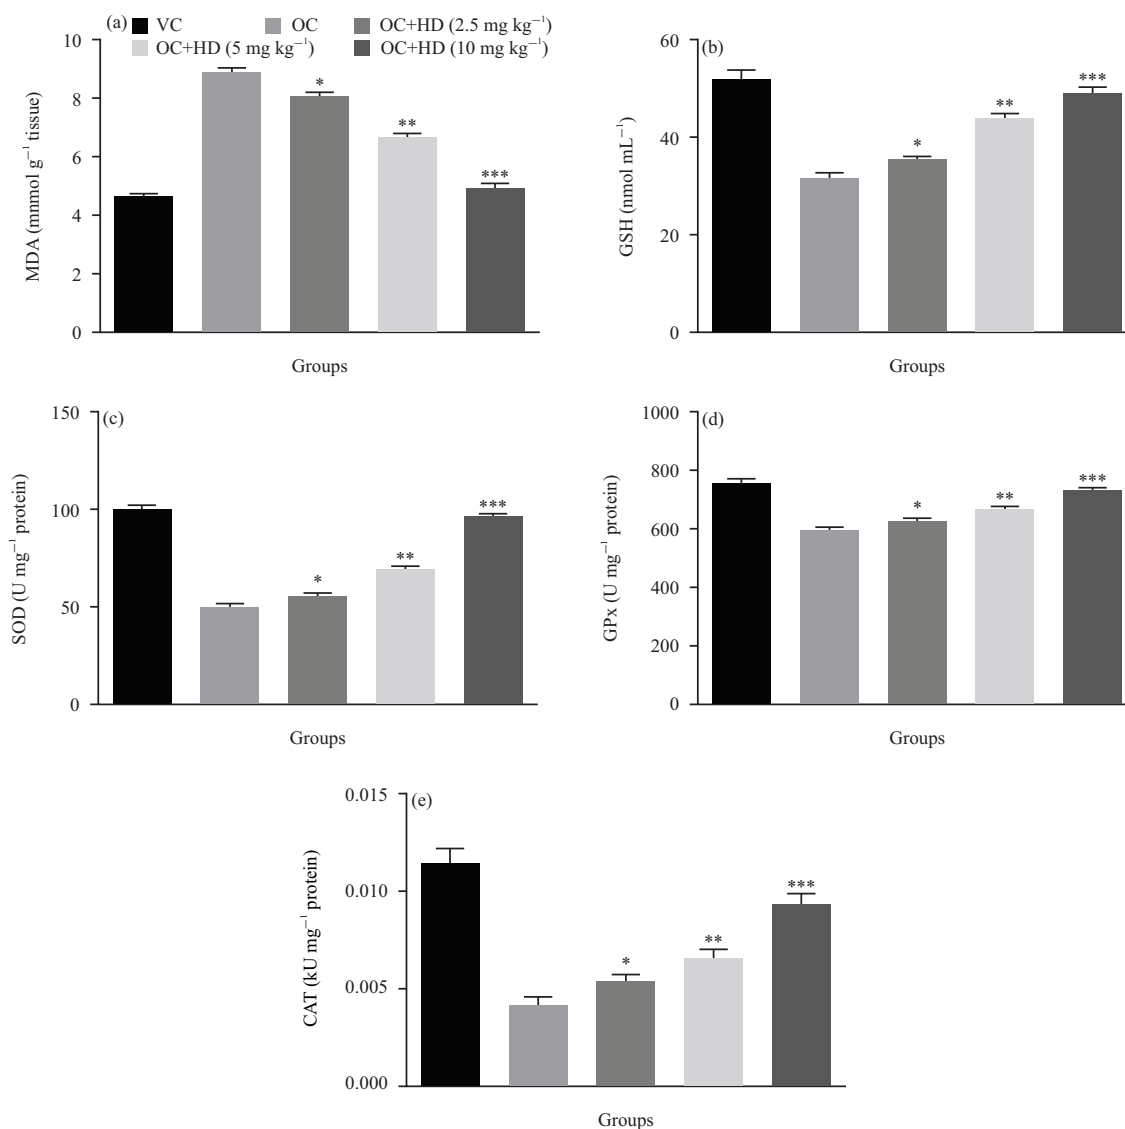 (a)
VC OC OC+HD (2.5 mg kg⁻¹)
OC+HD (5 mg kg⁻¹) OC+HD (10 mg kg⁻¹)
10
8
6
4
2
0
MDA (mnmol g⁻¹ tissue)
*
**
***
Groups
(b)
60
40
20
0
GSH (nmol mL⁻¹)
*
**
***
Groups
(c)
150
100
50
0
SOD (U mg⁻¹ protein)
*
**
***
Groups
(d)
1000
800
600
400
200
0
GPx (U mg⁻¹ protein)
*
**
***
Groups
(e)
0.015
0.010
0.005
0.000
CAT (kU mg⁻¹ protein)
*
**
***
Groups